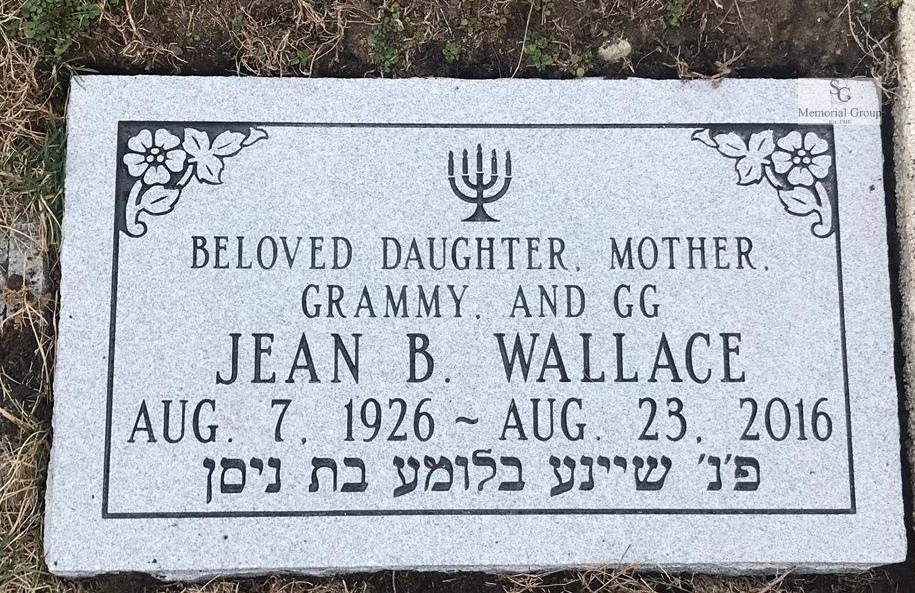 SG
Memorial Group
BELOVED DAUGHTER, MOTHER,
GRAMMY, AND GG
JEAN B. WALLACE
AUG. 7, 1926 ~ AUG. 23, 2016
פ'נ' שיינע בלומע בת ניסן